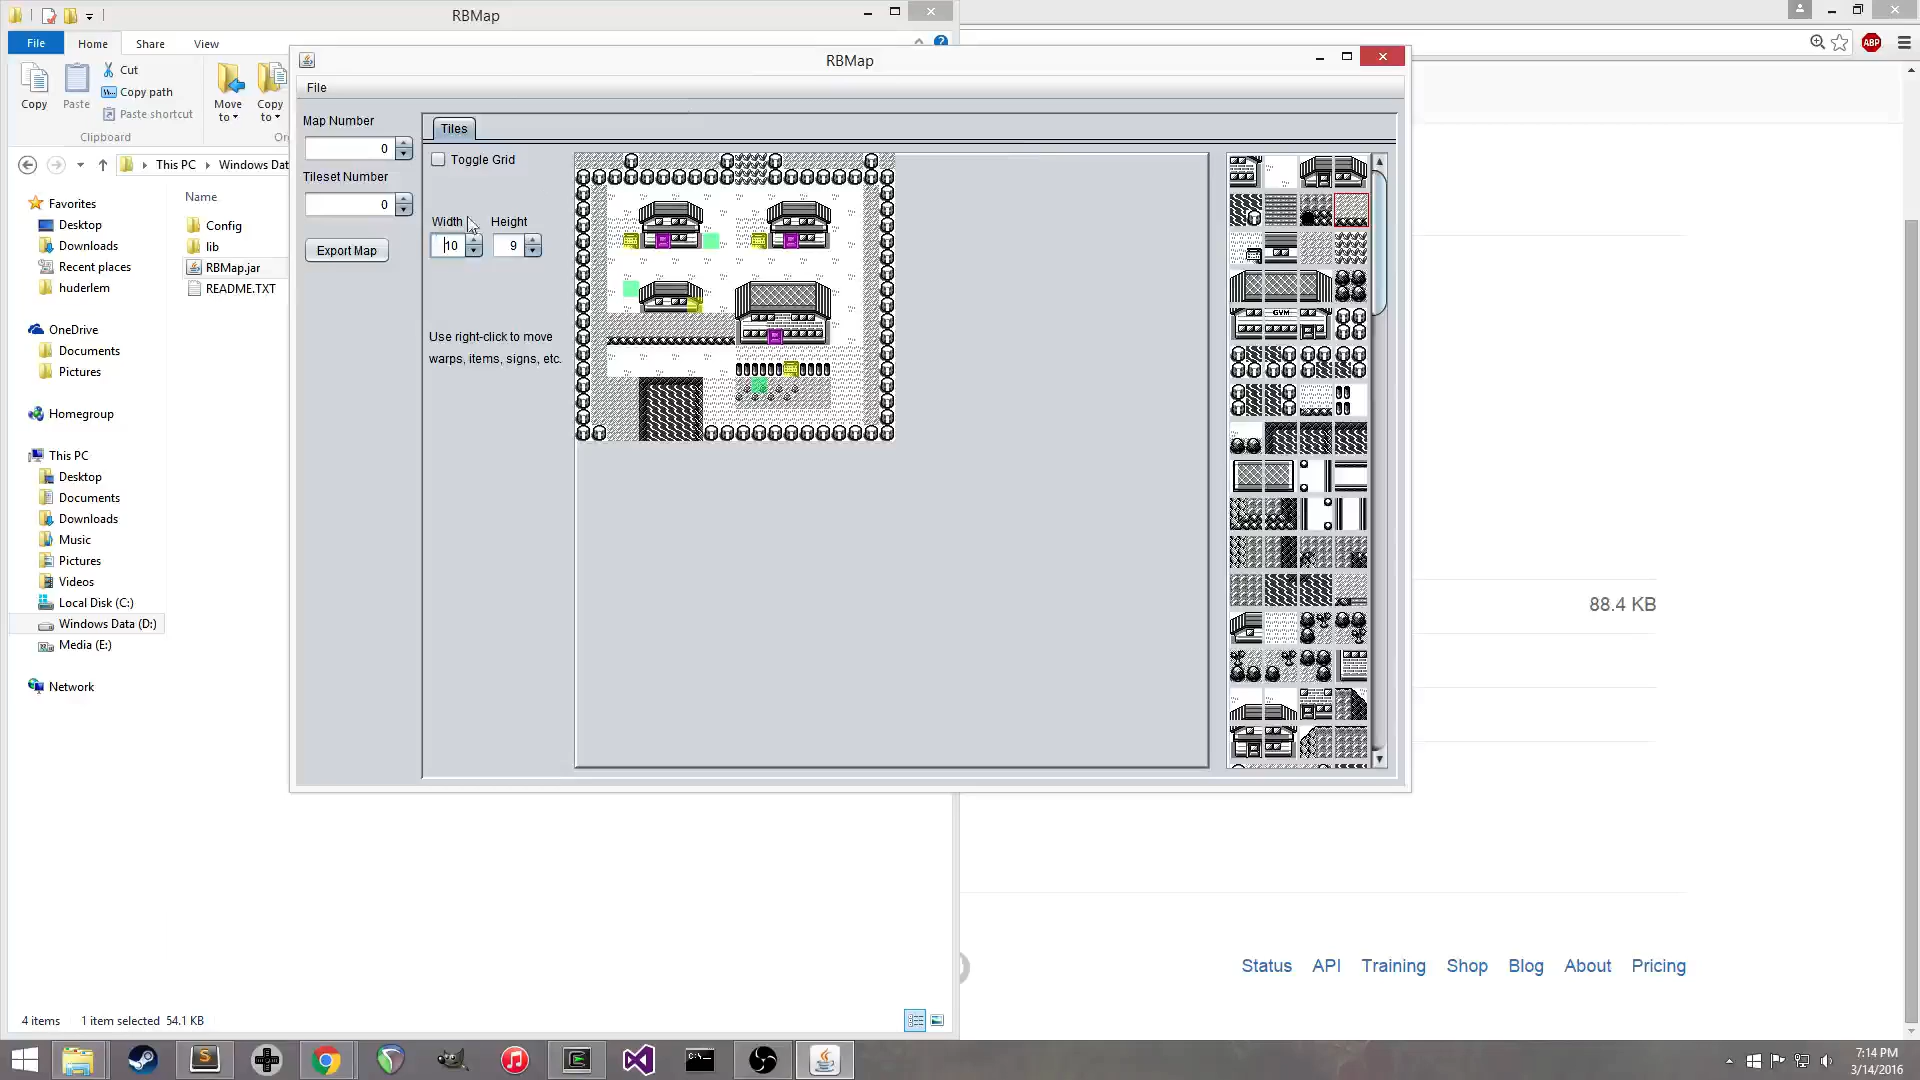 RBMap
File
Home
Share
View
Copy
Paste
Cut
Copy path
Paste shortcut
Clipboard
Move
to
Copy
to
This PC
Windows Dat
Favorites
Desktop
Downloads
Recent places
huderlem
OneDrive
Documents
Pictures
Homegroup
This PC
Desktop
Documents
Downloads
Music
Pictures
Videos
Local Disk (C:)
Windows Data (D:)
Media (E:)
Network
Name
Config
lib
RBMap.jar
README.TXT
4 items
1 item selected 54.1 KB
RBMap
File
Map Number
0
Tileset Number
0
Export Map
Tiles
Toggle Grid
Width
Height
10
9
Use right-click to move
warps, items, signs, etc.
GYM
ABP
88.4 KB
Status
API
Training
Shop
Blog
About
Pricing
7:14 PM
3/14/2016